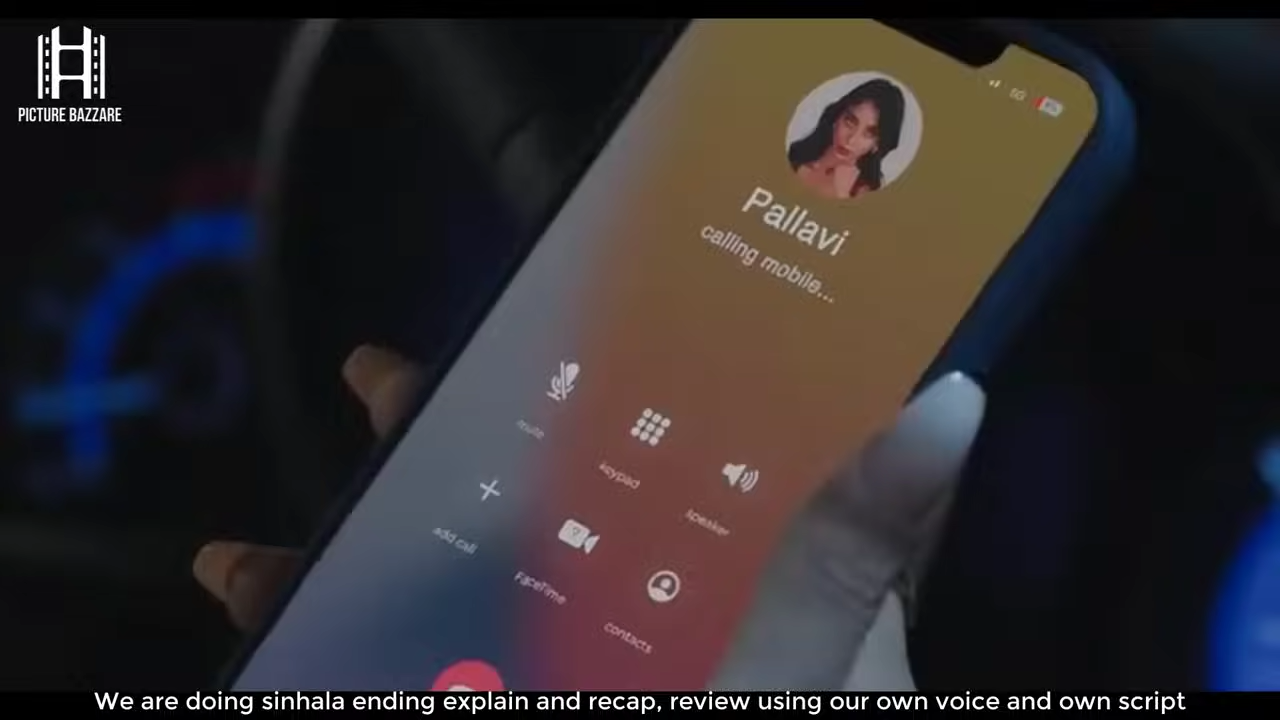 PICTURE BAZZARE
5G
Pallavi
calling mobile...
mute
keypad
speaker
add call
FaceTime
contacts
We are doing sinhala ending explain and recap, review using our own voice and own script